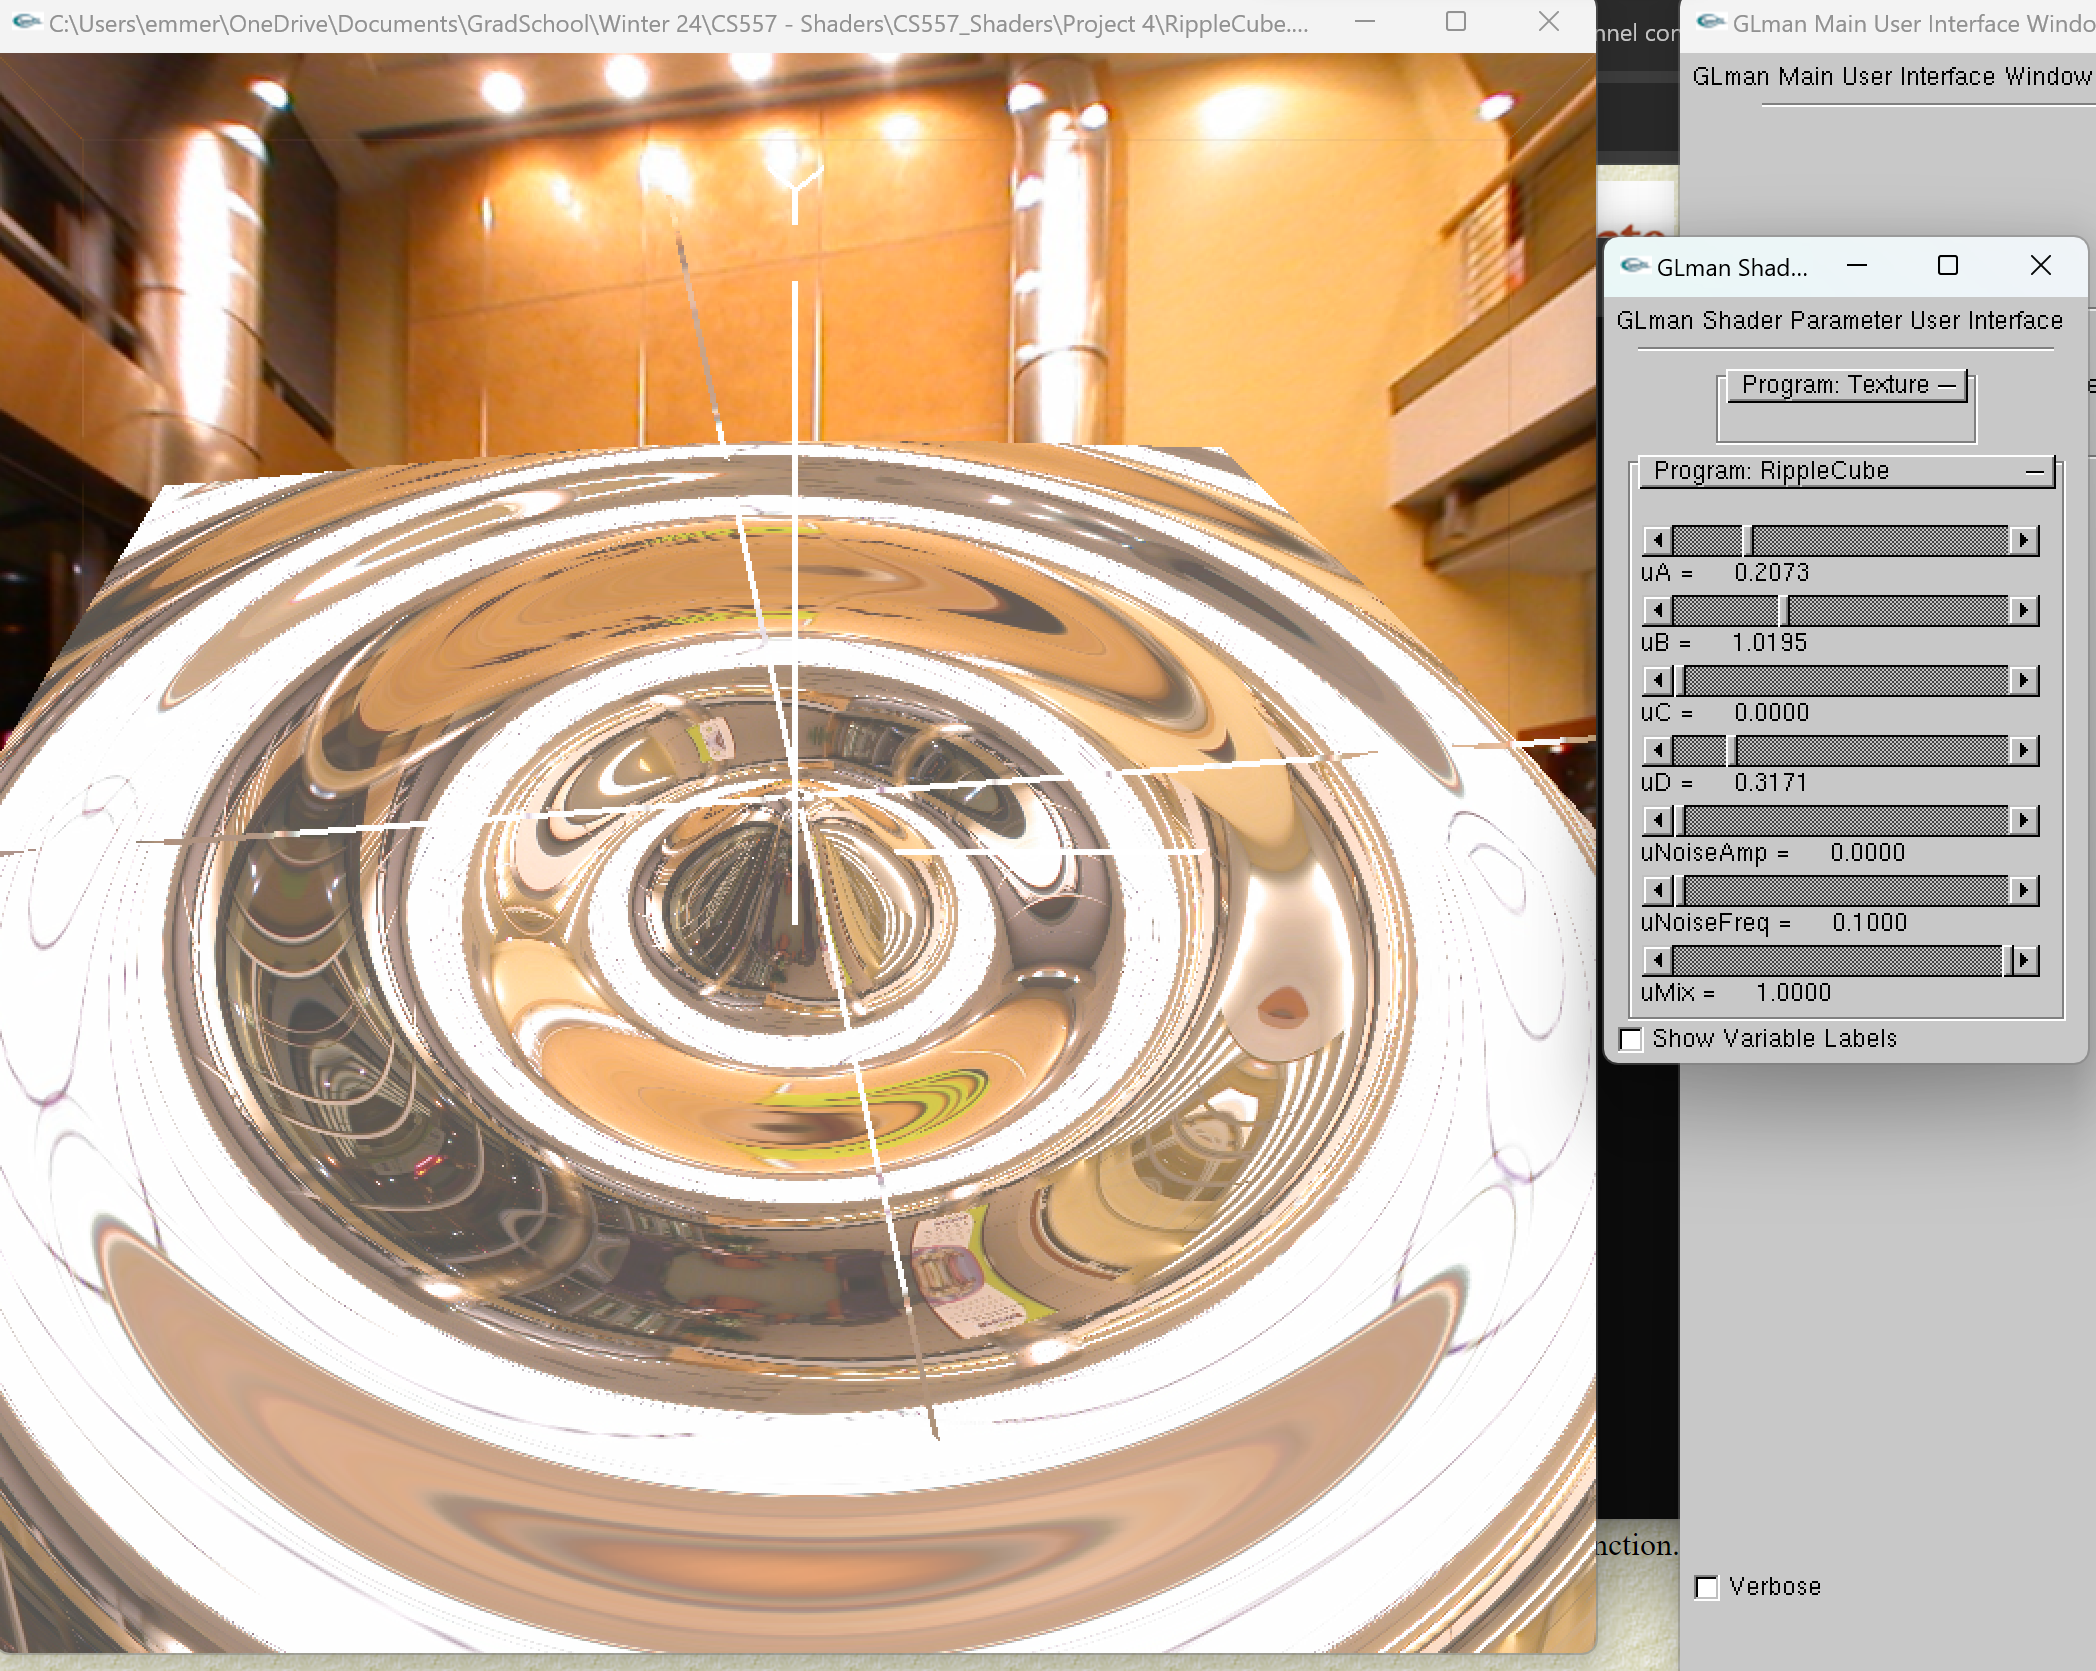 C:\Users\emmer\OneDrive\Documents\GradSchool\Winter 24\CS557 - Shaders\CS557_Shaders\Project 4\RippleCube....
nnel cor
GLman Main User Interface Windo
GLman Main User Interface Window
GLman Shad...
GLman Shader Parameter User Interface
Program: Texture
Program: RippleCube
uA = 0.2073
uB = 1.0195
uC = 0.0000
uD = 0.3171
uNoiseAmp = 0.0000
uNoiseFreq = 0.1000
uMix = 1.0000
Show Variable Labels
nction.
Verbose